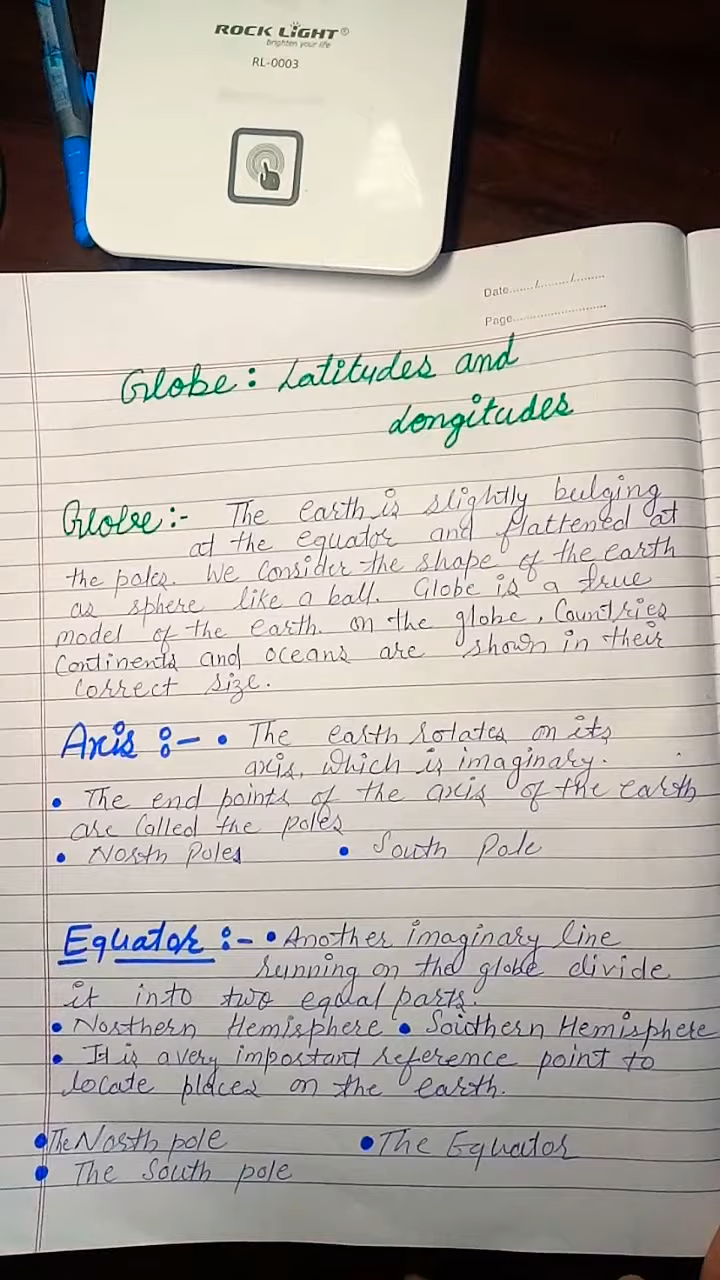 ROCK LiGHT®
brighten your life
RL-0003
Date......./........./.........
Page............................
Globe: Latitudes and
Longitudes
Globe:- The earth is slightly bulging
at the equator and flattened at
the poles. We consider the shape of the earth
as sphere like a ball. Globe is a true
model of the earth. on the globe, Countries
Continents and oceans are shown in their
correct size.
Axis :- • The earth rotates on its
axis, which is imaginary.
• The end points of the axis of the earth
are called the poles
• North Poles • South Pole
Equator :- • Another imaginary line
running on the globe divide
it into two equal parts.
• Northern Hemisphere • Southern Hemisphere
• It is a very important reference point to
locate places on the earth.
• The North pole • The Equator
• The South pole